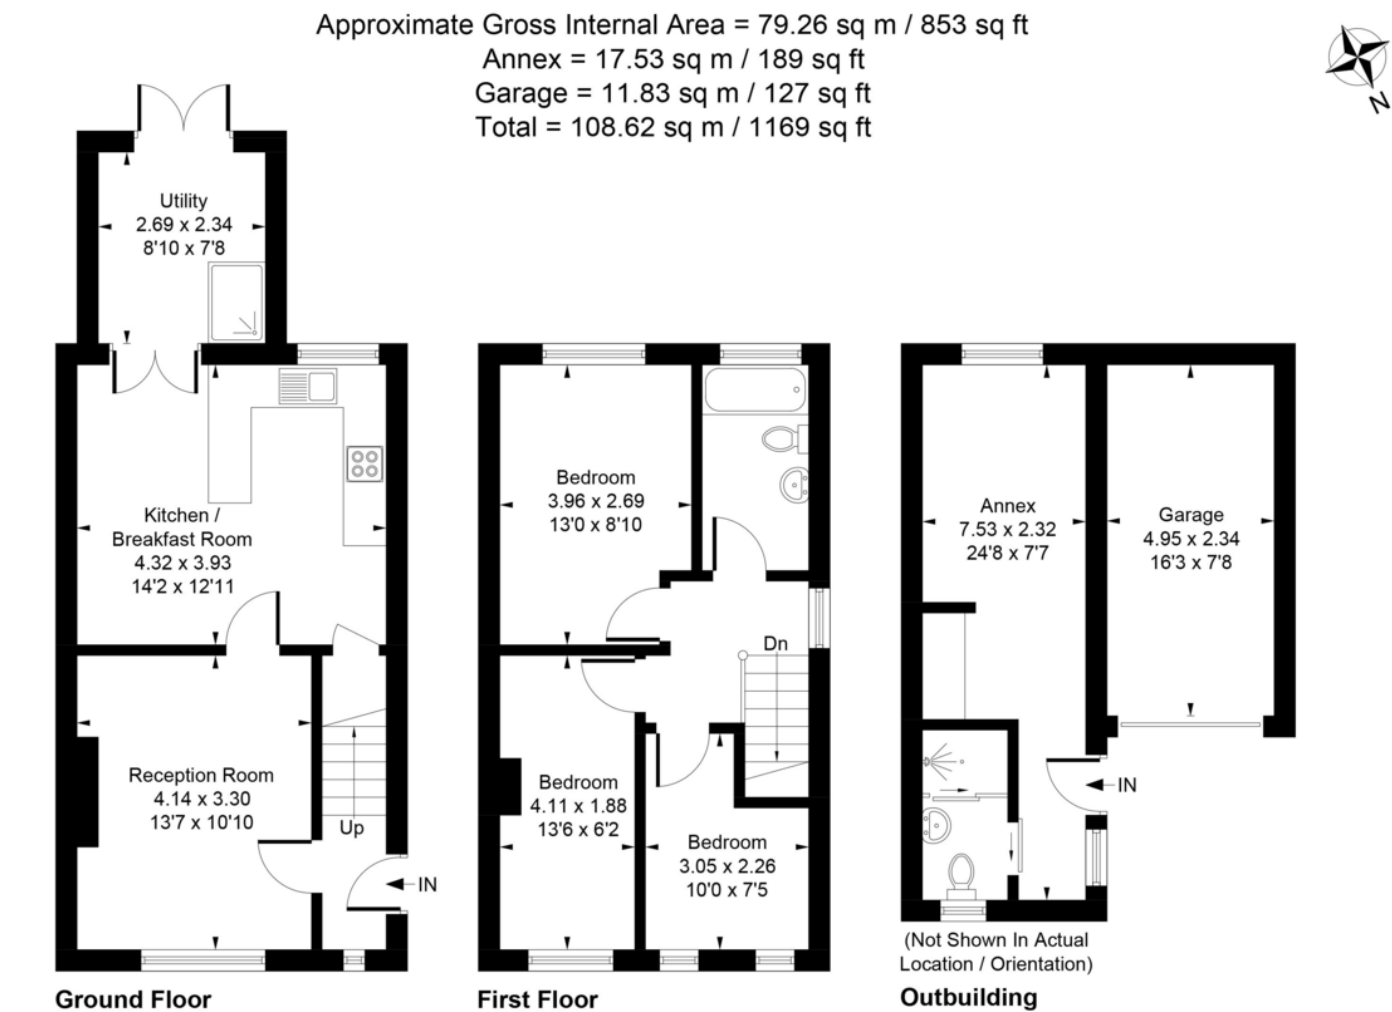 Approximate Gross Internal Area = 79.26 sq m / 853 sq ft
Annex = 17.53 sq m / 189 sq ft
Garage = 11.83 sq m / 127 sq ft
Total = 108.62 sq m / 1169 sq ft
N
Utility
2.69 x 2.34
8'10 x 7'8
Kitchen /
Breakfast Room
4.32 x 3.93
14'2 x 12'11
Reception Room
4.14 x 3.30
13'7 x 10'10
Up
IN
Ground Floor
Bedroom
3.96 x 2.69
13'0 x 8'10
Dn
Bedroom
4.11 x 1.88
13'6 x 6'2
Bedroom
3.05 x 2.26
10'0 x 7'5
First Floor
Annex
7.53 x 2.32
24'8 x 7'7
Garage
4.95 x 2.34
16'3 x 7'8
IN
(Not Shown In Actual
Location / Orientation)
Outbuilding